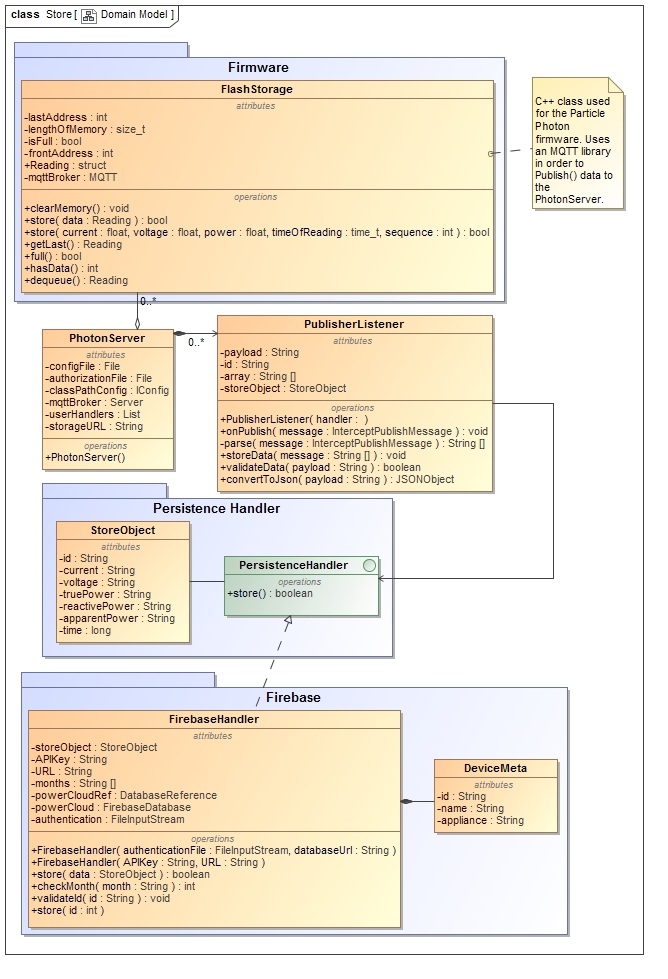 class Store [ Domain Model ]
Firmware
FlashStorage
attributes
-lastAddress : int
-lengthOfMemory : size_t
-isFull : bool
-frontAddress : int
+Reading : struct
-mqttBroker : MQTT
operations
+clearMemory() : void
+store( data : Reading ) : bool
+store( current : float, voltage : float, power : float, timeOfReading : time_t, sequence : int ) : bool
+getLast() : Reading
+full() : bool
+hasData() : int
+dequeue() : Reading
C++ class used
for the Particle
Photon
firmware. Uses
an MQTT library
in order to
Publish() data to
the
PhotonServer.
0..*
PhotonServer
attributes
-configFile : File
-authorizationFile : File
-classPathConfig : IConfig
-mqttBroker : Server
-userHandlers : List
-storageURL : String
operations
+PhotonServer()
0..*
PublisherListener
attributes
-payload : String
-id : String
-array : String []
-storeObject : StoreObject
operations
+PublisherListener( handler : )
+onPublish( message : InterceptPublishMessage ) : void
-parse( message : InterceptPublishMessage ) : String []
+storeData( message : String [] ) : void
+validateData( payload : String ) : boolean
+convertToJson( payload : String ) : JSONObject
Persistence Handler
StoreObject
attributes
-id : String
-current : String
-voltage : String
-truePower : String
-reactivePower : String
-apparentPower : String
-time : long
PersistenceHandler
operations
+store() : boolean
Firebase
FirebaseHandler
attributes
-storeObject : StoreObject
-APIKey : String
-URL : String
-months : String []
-powerCloudRef : DatabaseReference
-powerCloud : FirebaseDatabase
-authentication : FileInputStream
operations
+FirebaseHandler( authenticationFile : FileInputStream, databaseUrl : String )
+FirebaseHandler( APIKey : String, URL : String )
+store( data : StoreObject ) : boolean
+checkMonth( month : String ) : int
+validateId( id : String ) : void
+store( id : int )
DeviceMeta
attributes
-id : String
-name : String
-appliance : String